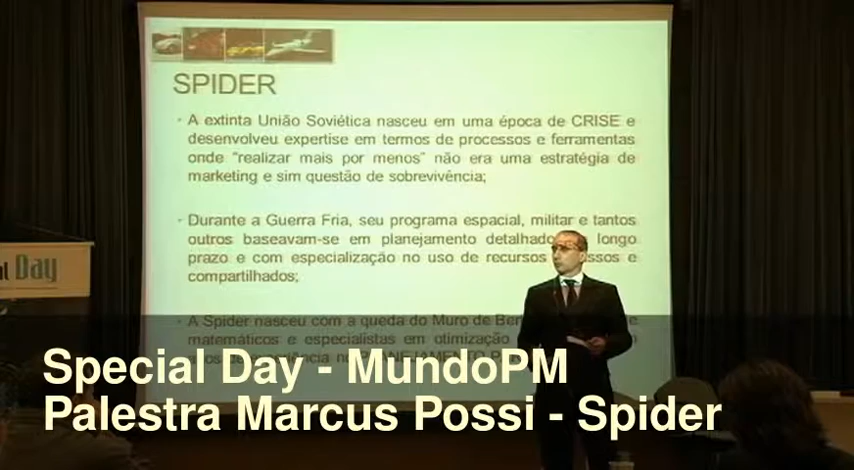 SPIDER
· A extinta União Soviética nasceu em uma época de CRISE e
desenvolveu expertise em termos de processos e ferramentas
onde "realizar mais por menos" não era uma estratégia de
marketing e sim questão de sobrevivência;
· Durante a Guerra Fria, seu programa espacial, militar e tantos
outros baseavam-se em planejamento detalhado longo
prazo e com especialização no uso de recursos e
compartilhados;
Day
· A Spider nasceu com a queda do Muro de
matemáticos e especialistas em otimização
Special Day - MundoPM
Palestra Marcus Possi - Spider